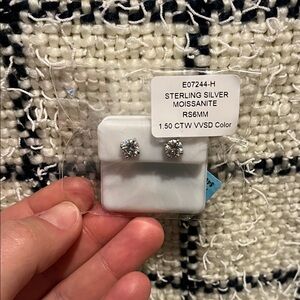 E07244-H
STERLING SILVER
MOISSANITE
RS6MM
1.50 CTW VVSD Color